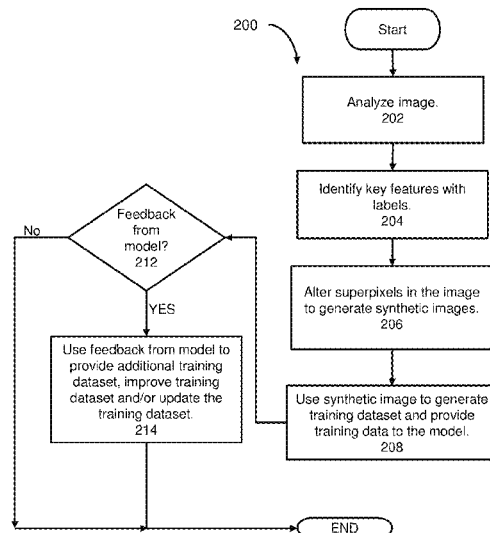 200
Start
Analyze image.
202
Identify key features with
labels.
204
Alter superpixels in the image
to generate synthetic images.
206
Use synthetic image to generate
training dataset and provide
training data to the model.
208
Feedback
from
model?
212
No
YES
Use feedback from model to
provide additional training
dataset, improve training
dataset and/or update the
training dataset.
214
END